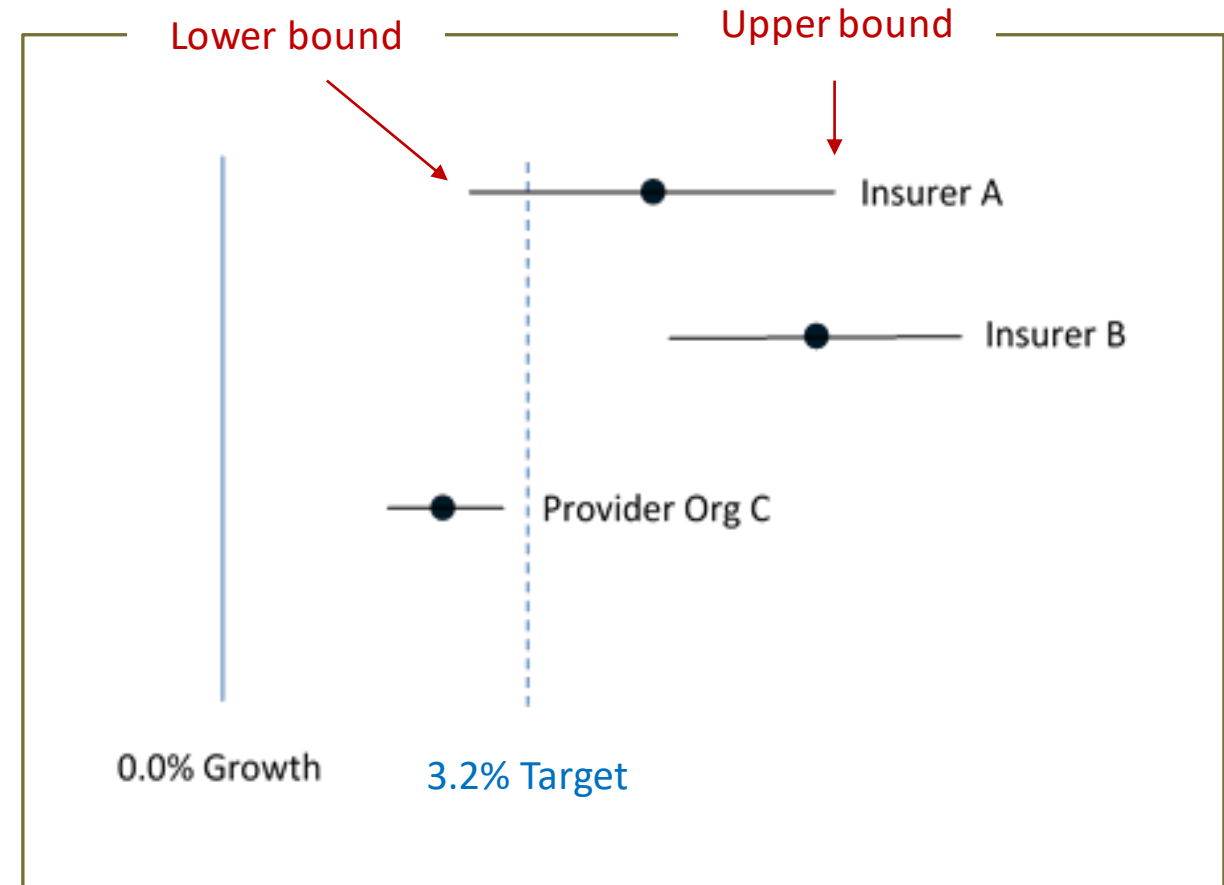 Lower bound
Upper bound
Insurer A
Insurer B
Provider Org C
0.0% Growth
3.2% Target